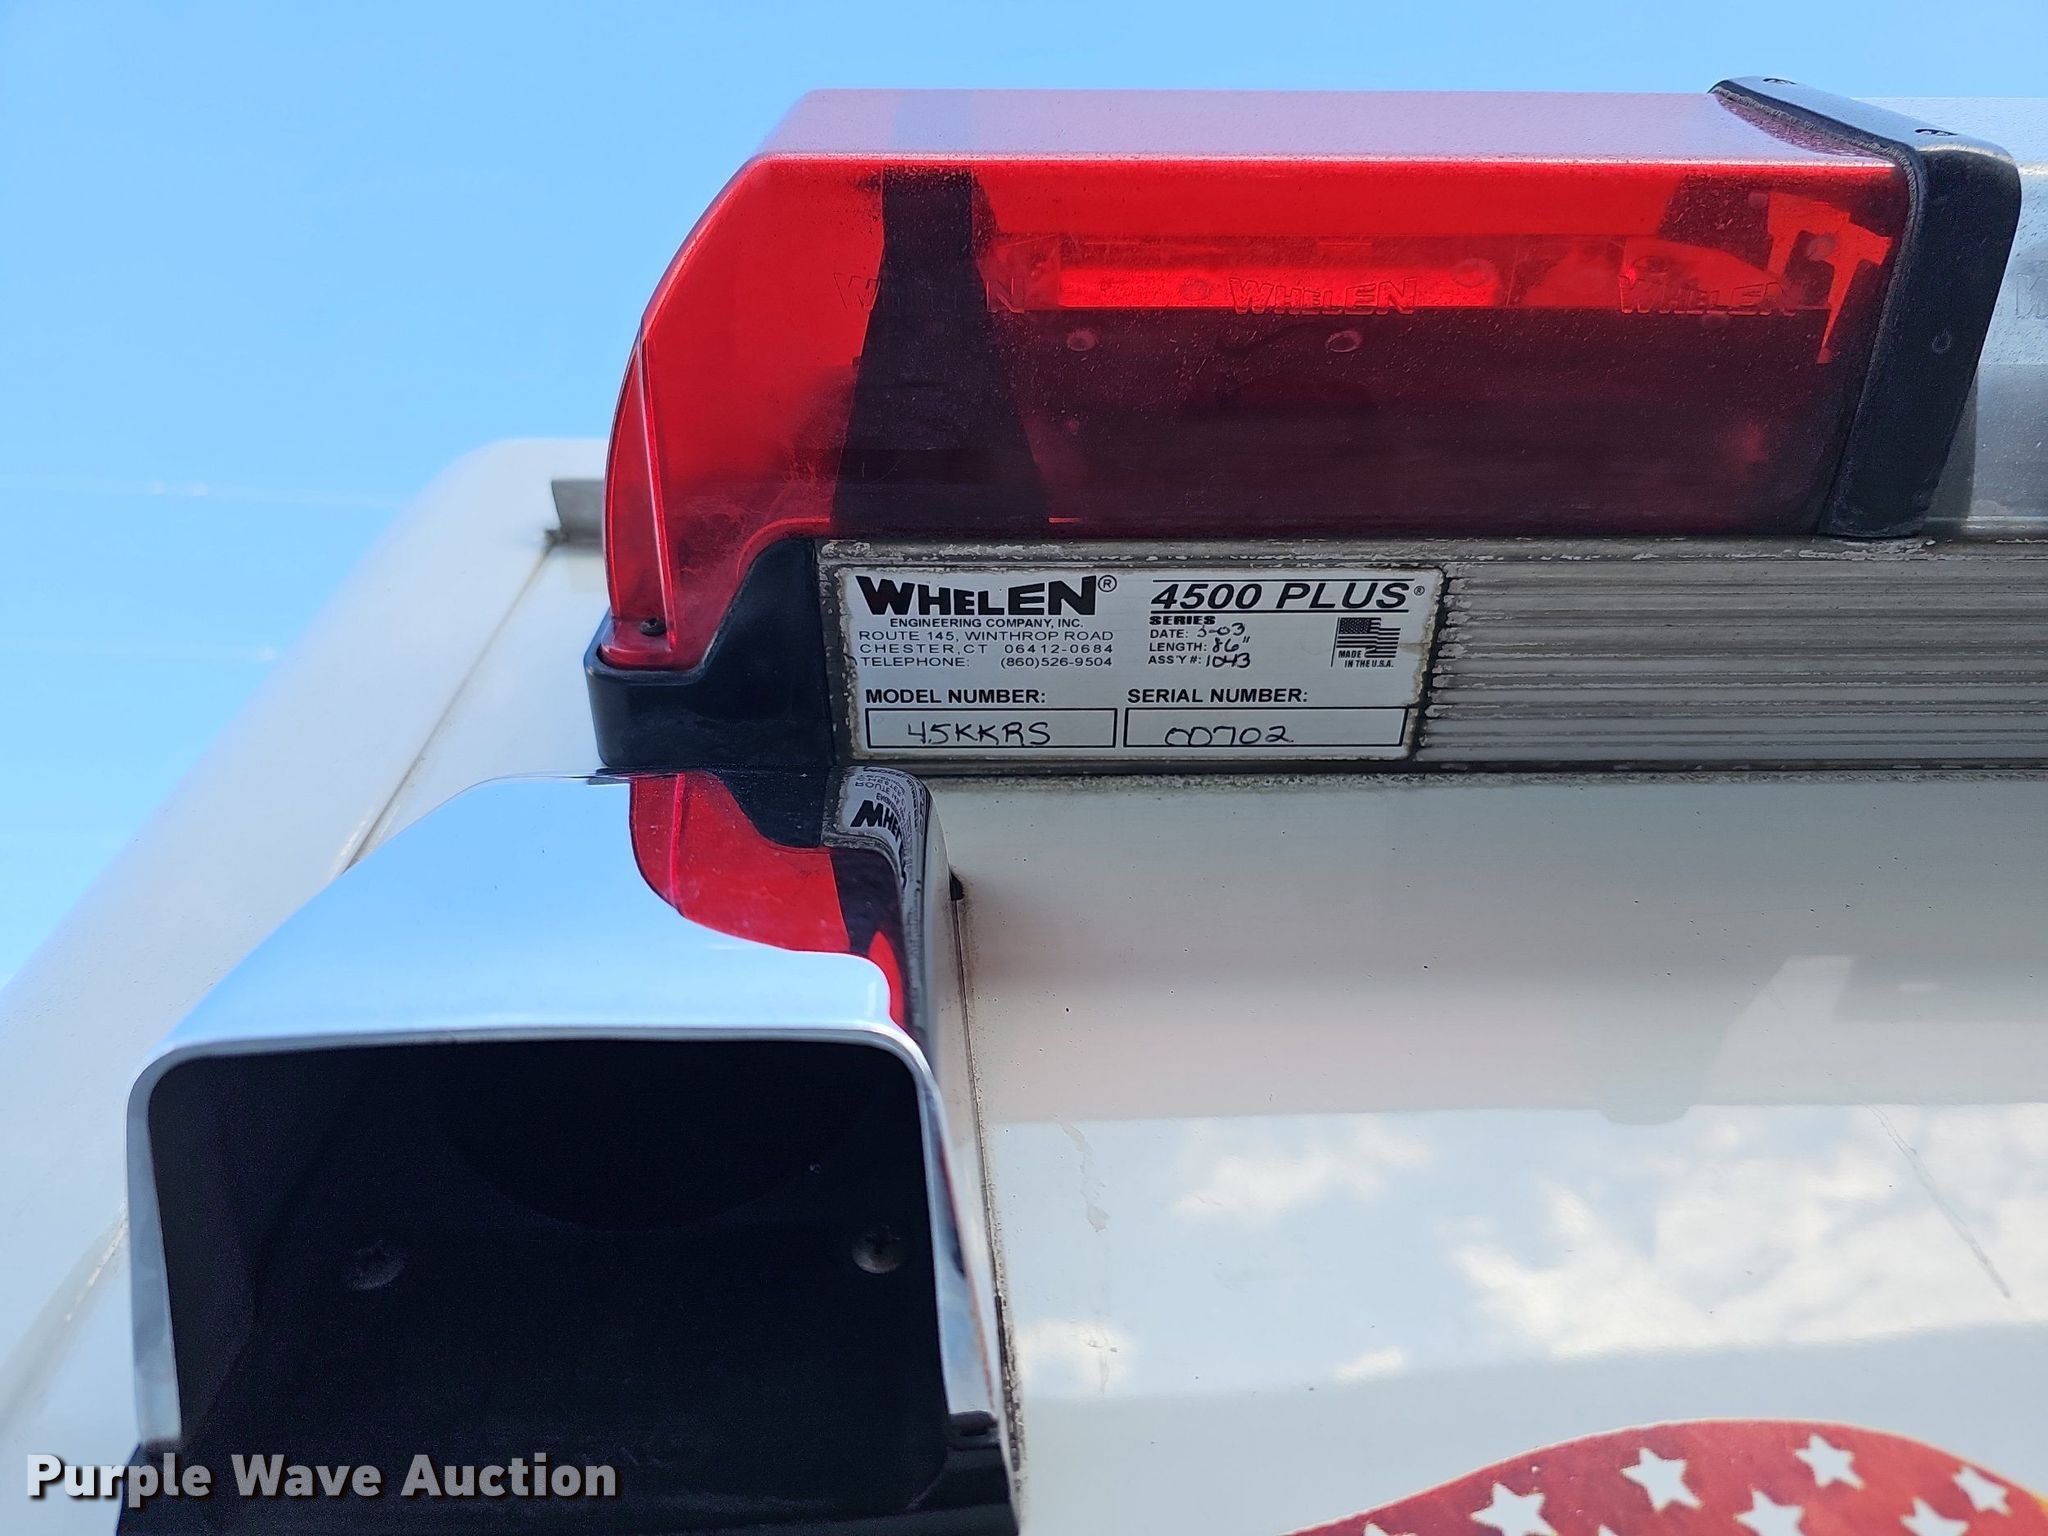 WHELEN WHELEN WHELEN
WHELEN® 4500 PLUS®
ENGINEERING COMPANY, INC. SERIES
ROUTE 145, WINTHROP ROAD DATE: 3-03
CHESTER, CT 06412-0684 LENGTH: 86"
TELEPHONE: (860)526-9504 ASS'Y #: 1043
MADE
IN THE U.S.A.
MODEL NUMBER: SERIAL NUMBER:
45KKRS 00702
Purple Wave Auction